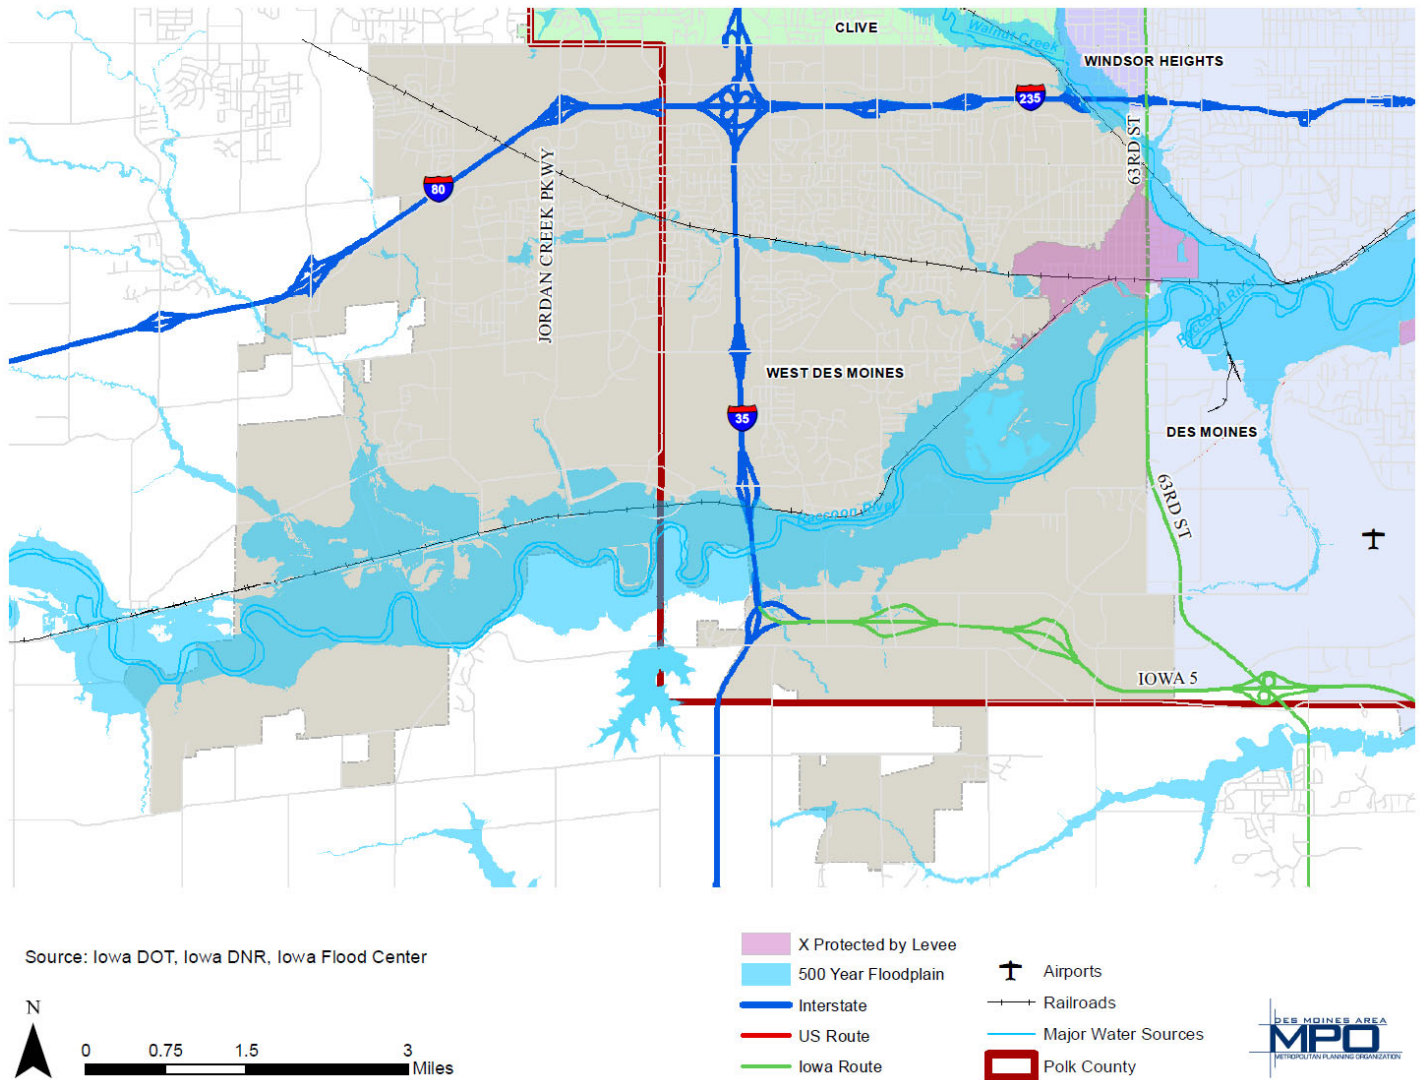 CLIVE
Walnut Creek
WINDSOR HEIGHTS
235
63RD ST
80
JORDAN CREEK PKWY
Raccoon River
WEST DES MOINES
35
DES MOINES
63RD ST
Raccoon River
IOWA 5
Source: Iowa DOT, Iowa DNR, Iowa Flood Center
N
0 0.75 1.5 3
Miles
X Protected by Levee
500 Year Floodplain
Interstate
US Route
Iowa Route
Airports
Railroads
Major Water Sources
Polk County
DES MOINES AREA
MPO
METROPOLITAN PLANNING ORGANIZATION